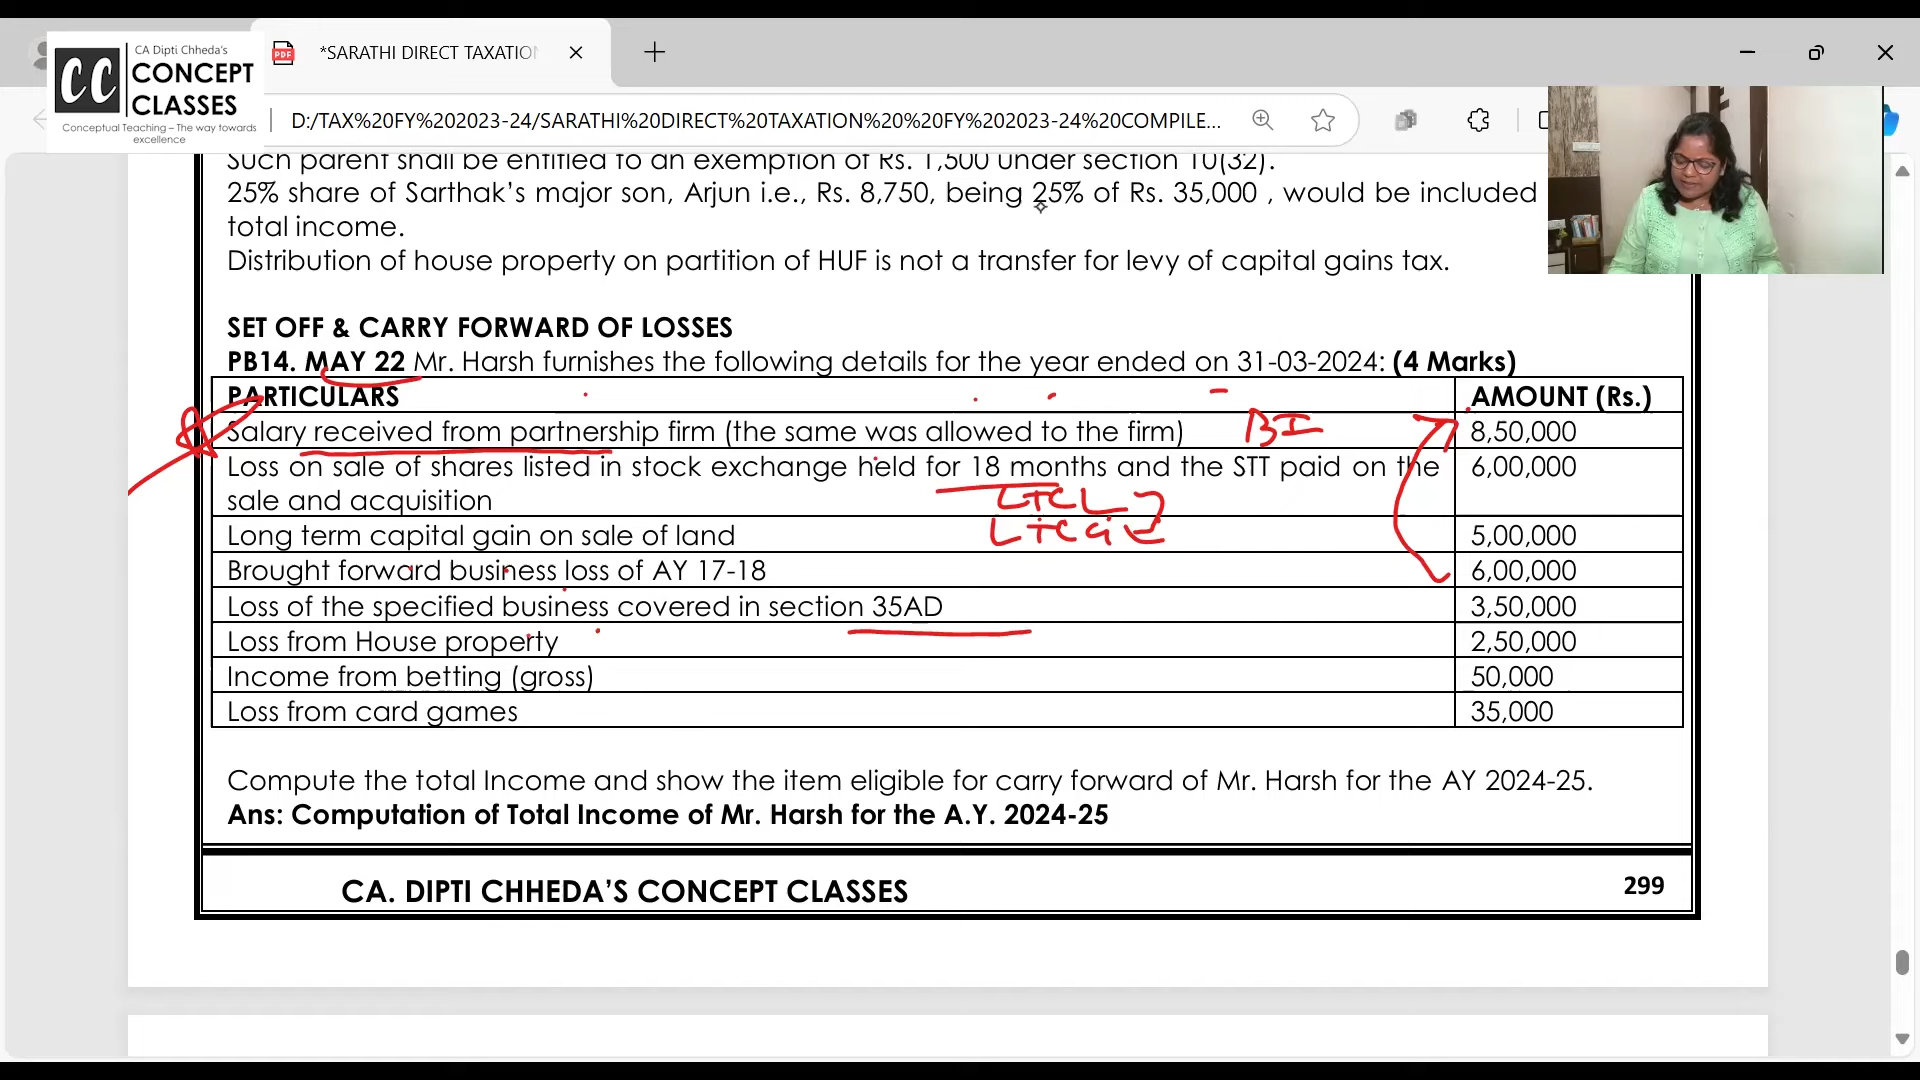 CC
CA Dipti Chheda's
CONCEPT
CLASSES
Conceptual Teaching – The way towards
excellence
*SARATHI DIRECT TAXATION
D:/TAX%20FY%202023-24/SARATHI%20DIRECT%20TAXATION%20%20FY%202023-24%20COMPILE...
Such parent shall be entitled to an exemption of Rs. 1,500 under section 10(32).
25% share of Sarthak's major son, Arjun i.e., Rs. 8,750, being 25% of Rs. 35,000 , would be included
total income.
Distribution of house property on partition of HUF is not a transfer for levy of capital gains tax.
SET OFF & CARRY FORWARD OF LOSSES
PB14. MAY 22 Mr. Harsh furnishes the following details for the year ended on 31-03-2024: (4 Marks)
PARTICULARS AMOUNT (Rs.)
Salary received from partnership firm (the same was allowed to the firm) BI 8,50,000
Loss on sale of shares listed in stock exchange held for 18 months and the STT paid on the 6,00,000
sale and acquisition LTCL
Long term capital gain on sale of land LTCG 5,00,000
Brought forward business loss of AY 17-18 6,00,000
Loss of the specified business covered in section 35AD 3,50,000
Loss from House property 2,50,000
Income from betting (gross) 50,000
Loss from card games 35,000
Compute the total Income and show the item eligible for carry forward of Mr. Harsh for the AY 2024-25.
Ans: Computation of Total Income of Mr. Harsh for the A.Y. 2024-25
CA. DIPTI CHHEDA'S CONCEPT CLASSES 299